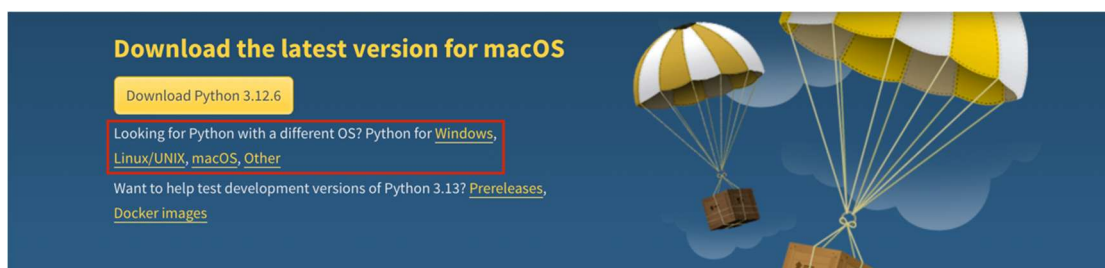 Download the latest version for macOS
Download Python 3.12.6
Looking for Python with a different OS? Python for Windows,
Linux/UNIX, macOS, Other
Want to help test development versions of Python 3.13? Prereleases,
Docker images